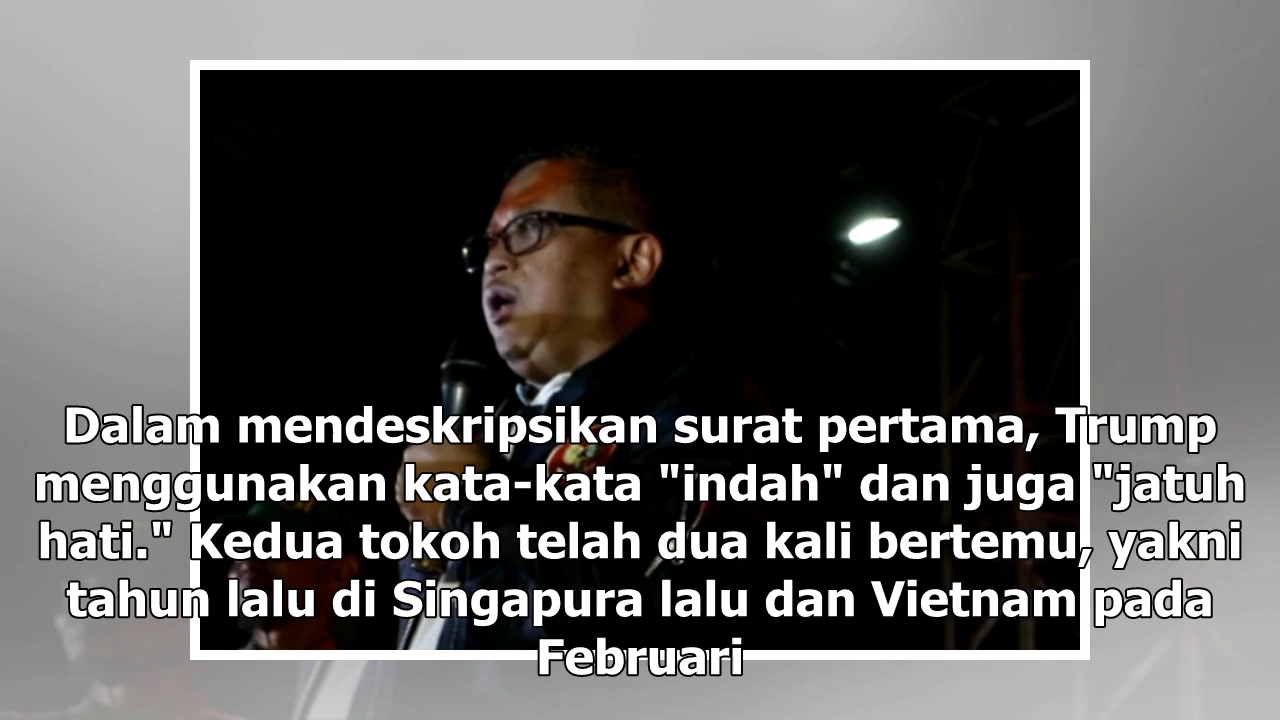 Dalam mendeskripsikan surat pertama, Trump
menggunakan kata-kata "indah" dan juga "jatuh
hati." Kedua tokoh telah dua kali bertemu, yakni
tahun lalu di Singapura lalu dan Vietnam pada
Februari